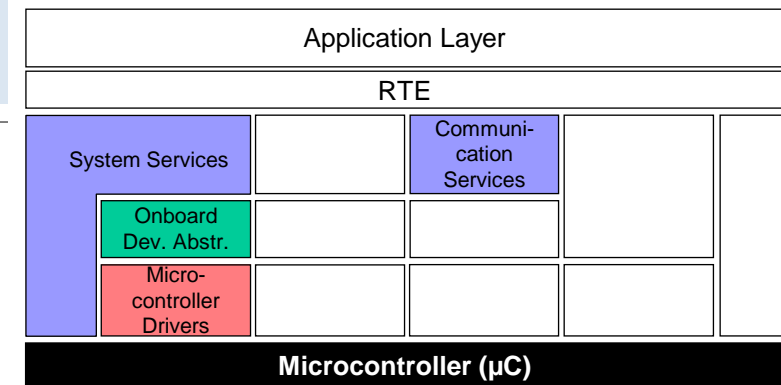 Application Layer
RTE
System Services
Communi-
cation
Services
Onboard
Dev. Abstr.
Micro-
controller
Drivers
Microcontroller (µC)